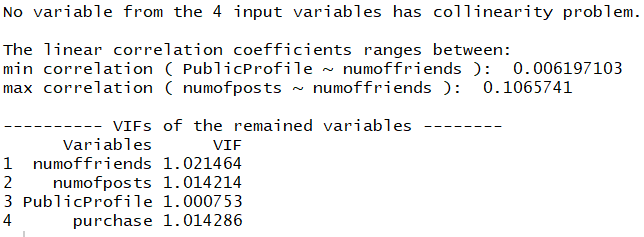 No variable from the 4 input variables has collinearity problem.
The linear correlation coefficients ranges between:
min correlation ( PublicProfile ~ numoffriends ):  0.006197103
max correlation ( numofposts ~ numoffriends ):  0.1065741
---------- VIFs of the remained variables --------
Variables      VIF
1  numoffriends 1.021464
2    numofposts 1.014214
3 PublicProfile 1.000753
4      purchase 1.014286